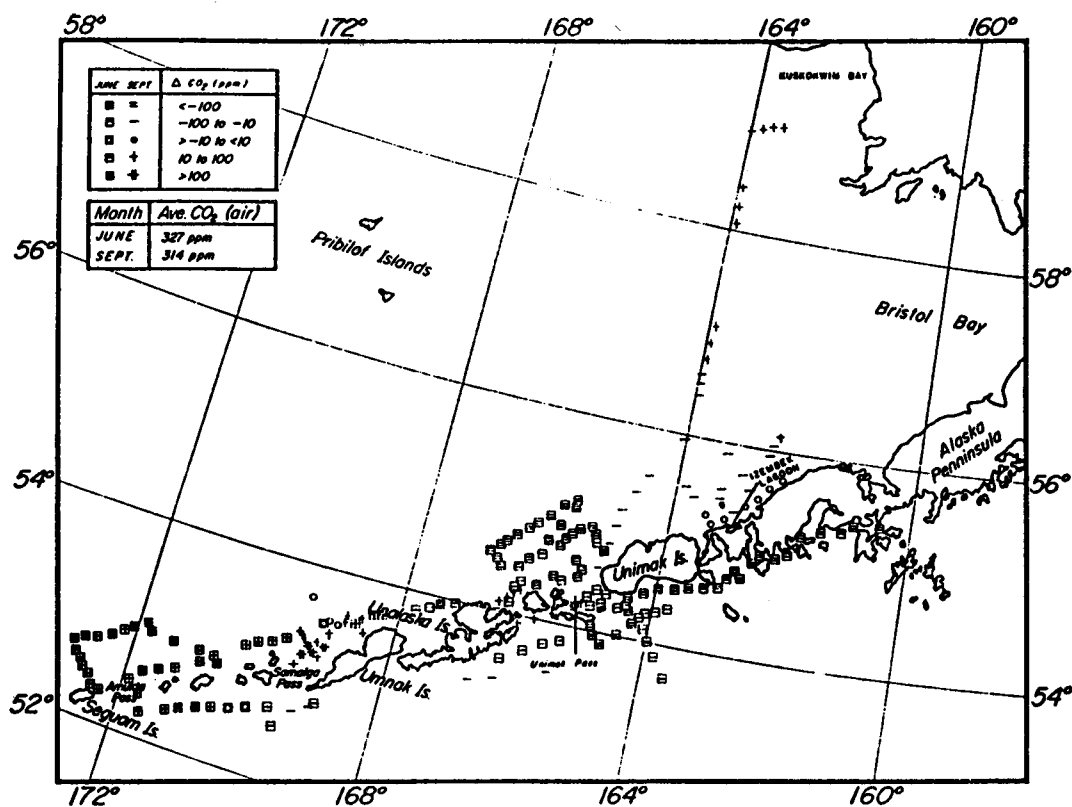 58° 172° 168° 164° 160°
KUSKOKWIM BAY
JUNE SEPT Δ CO₂ (ppm)
= <-100
- -100 to -10
>-10 to <10
+ 10 to 100
>100
Month Ave. CO₂ (air)
JUNE 327 ppm
SEPT. 314 ppm
Pribilof Islands
56°
58°
Bristol Bay
Alaska
Penninsula
54°
56°
IZEMBEK
LAGOON
Unimak Is.
Unalaska Is.
Unimak Pass
Samalga
Pass
Umnak Is.
Amukta
Pass
Seguam Is.
52°
54°
172° 168° 164° 160°